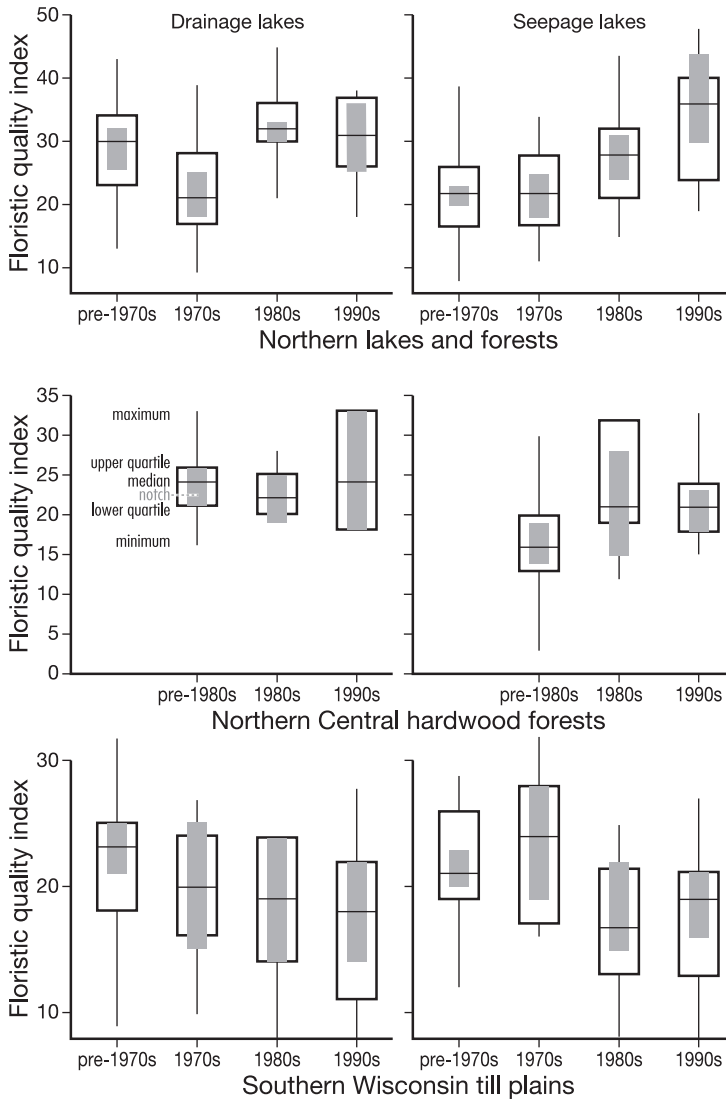 Drainage lakes
Seepage lakes
Floristic quality index
50
40
30
20
10
pre-1970s 1970s 1980s 1990s
pre-1970s 1970s 1980s 1990s
Northern lakes and forests
Floristic quality index
35
30
25
20
15
10
5
0
maximum
upper quartile
median
notch
lower quartile
minimum
pre-1980s 1980s 1990s
pre-1980s 1980s 1990s
Northern Central hardwood forests
Floristic quality index
30
20
10
pre-1970s 1970s 1980s 1990s
pre-1970s 1970s 1980s 1990s
Southern Wisconsin till plains